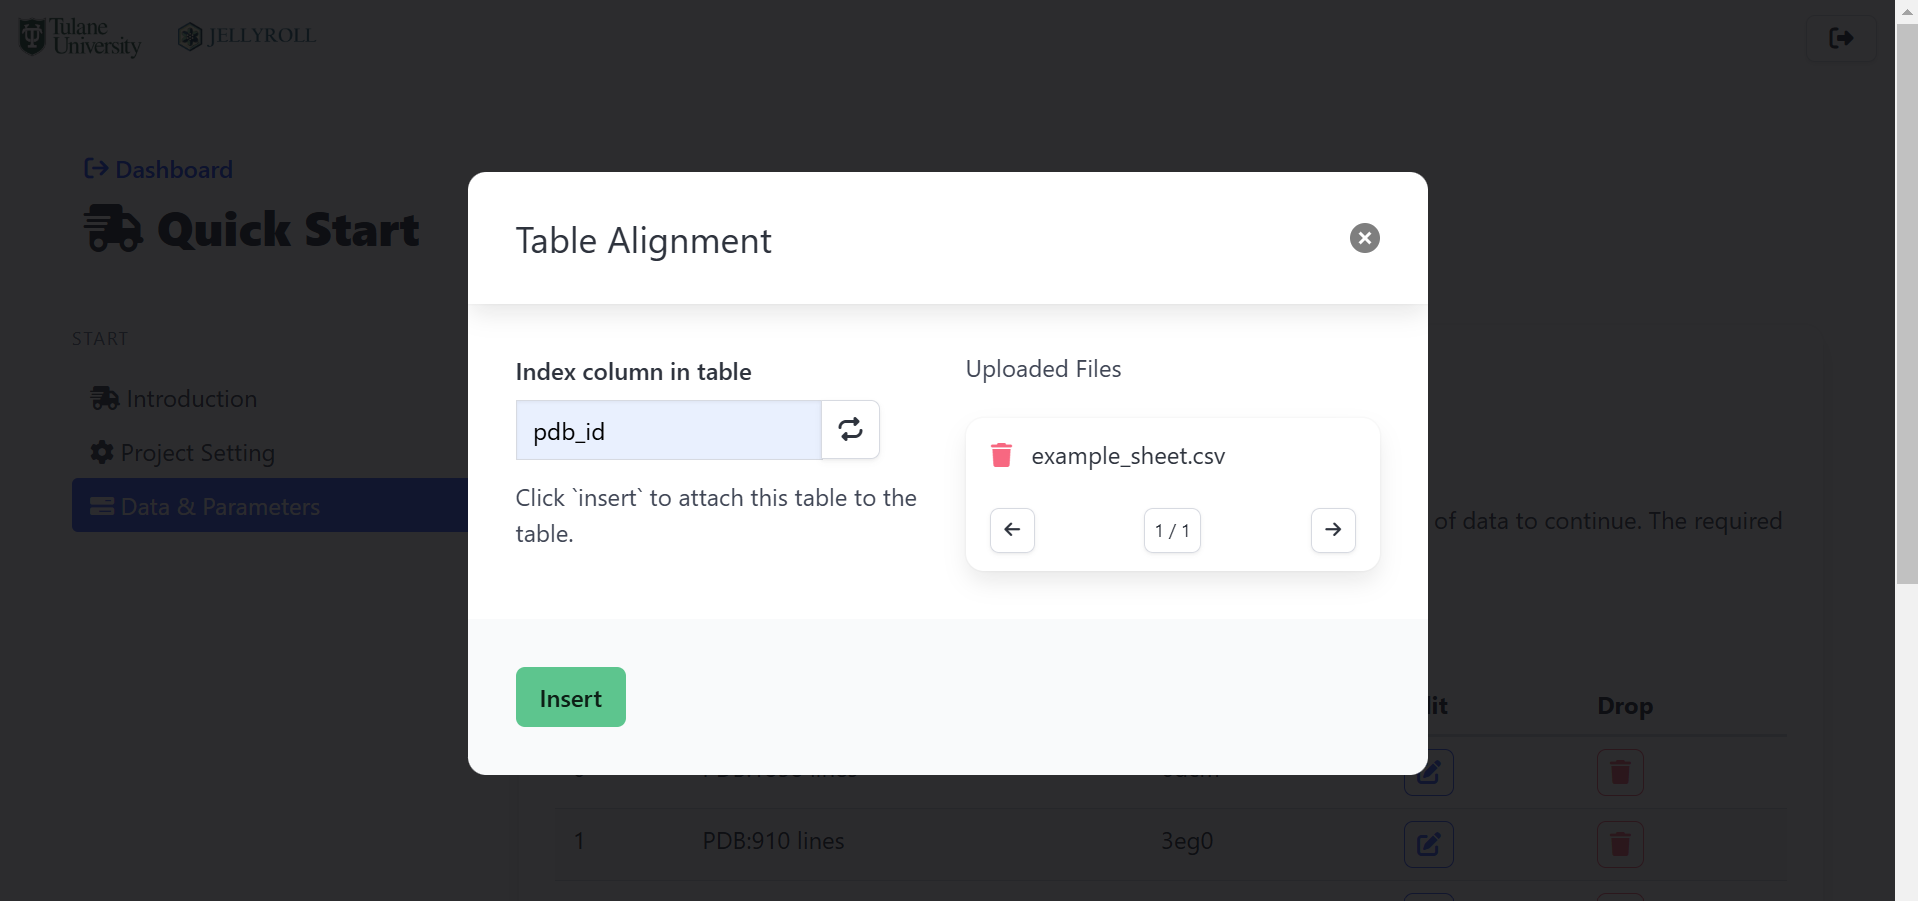 Tulane
University
JELLYROLL
Dashboard
Quick Start
START
Introduction
Project Setting
Data & Parameters
Table Alignment
Index column in table
pdb_id
Click `insert` to attach this table to the
table.
Uploaded Files
example_sheet.csv
1 / 1
Insert
of data to continue. The required
Drop
1 PDB:910 lines 3eg0